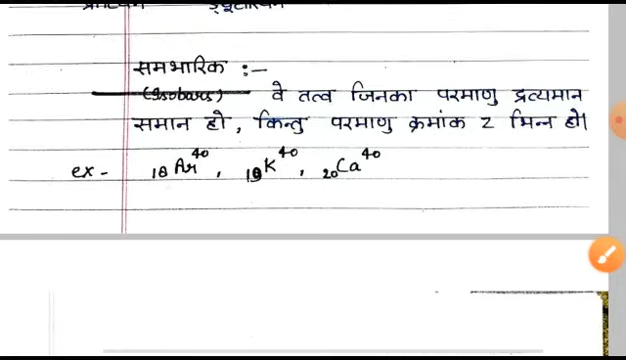 समभारिक :-
(Isobars) वे तत्व जिनका परमाणु द्रव्यमान
समान हो, किन्तु परमाणु क्रमांक Z भिन्न हो।
ex - ₁₈Ar⁴⁰, ₁₉K⁴⁰, ₂₀Ca⁴⁰